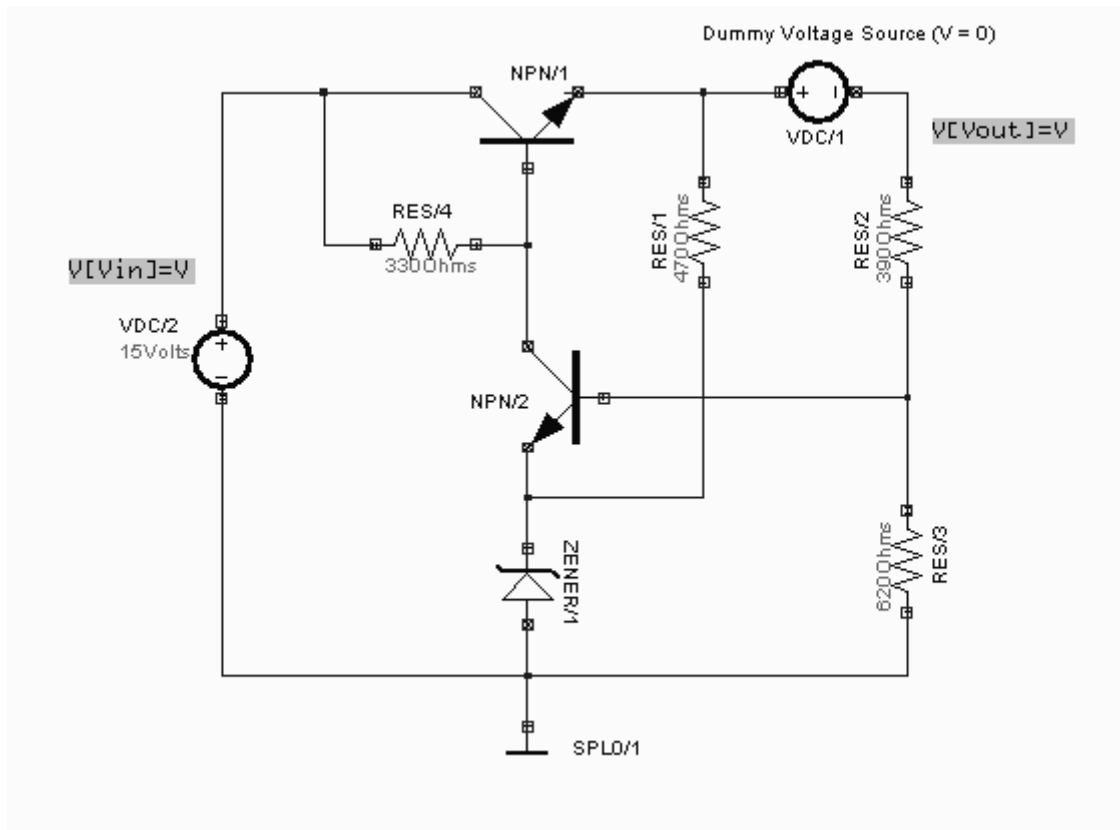 Dummy Voltage Source (V = 0)
NPN/1
VDC/1
V[Vout]=V
RES/4
330Ohms
RES/1
470Ohms
RES/2
390Ohms
V[Vin]=V
VDC/2
15Volts
NPN/2
ZENER/1
RES/3
620Ohms
SPL0/1